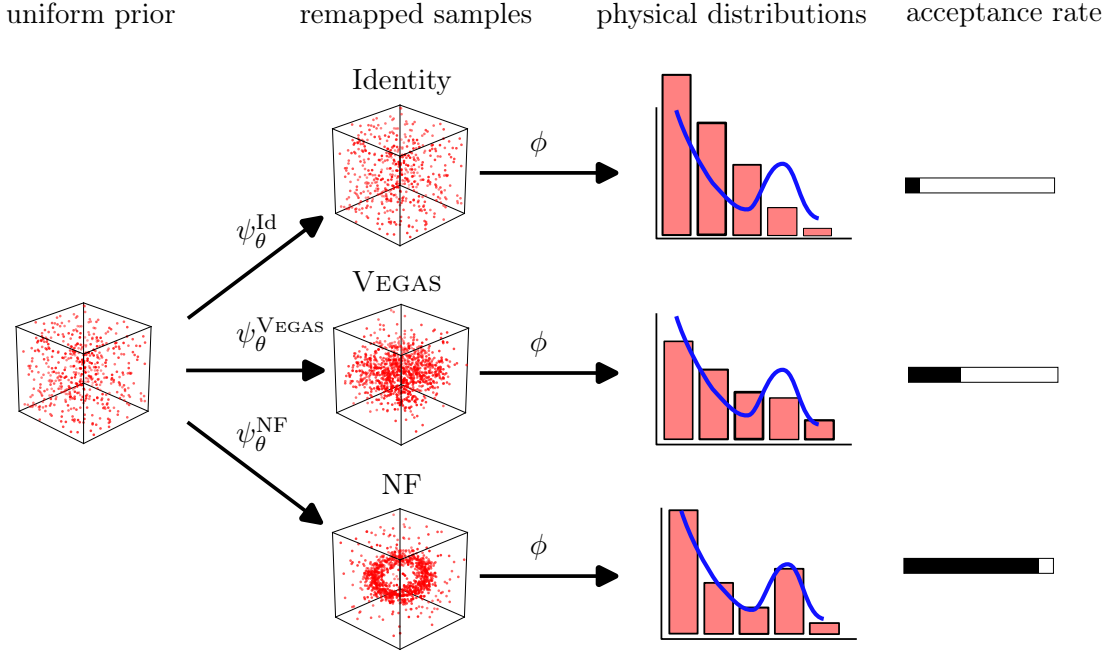 uniform prior remapped samples physical distributions acceptance rate
Identity
ϕ
ψ_θ^Id
VEGAS
ψ_θ^VEGAS
ϕ
ψ_θ^NF
NF
ϕ